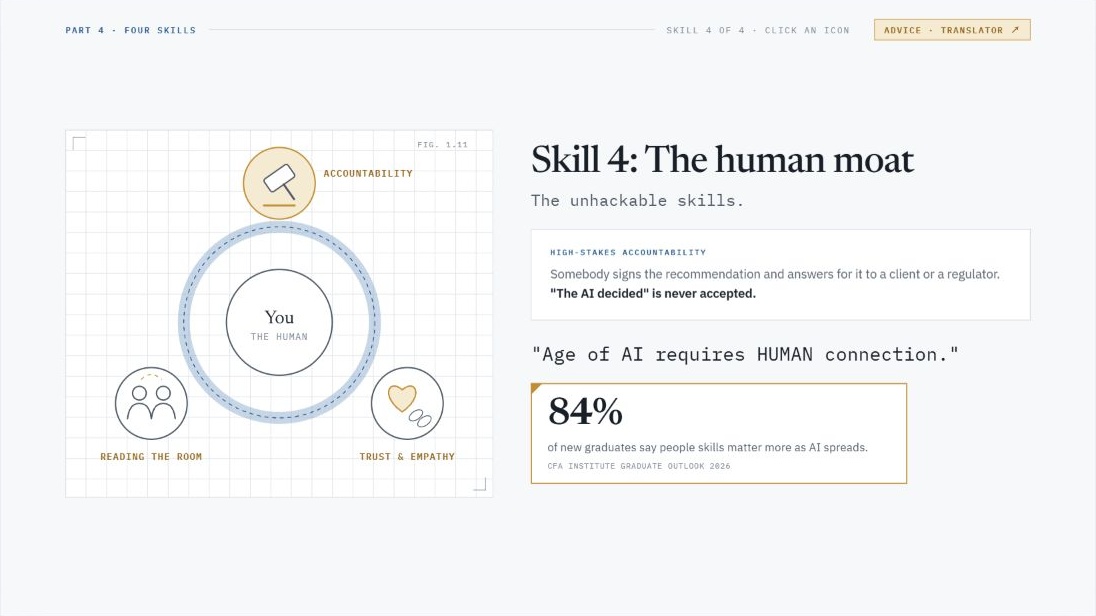 PART 4 · FOUR SKILLS
SKILL 4 OF 4 · CLICK AN ICON
ADVICE · TRANSLATOR ↗
FIG. 1.11
ACCOUNTABILITY
You
THE HUMAN
READING THE ROOM
TRUST & EMPATHY
Skill 4: The human moat
The unhackable skills.
HIGH-STAKES ACCOUNTABILITY
Somebody signs the recommendation and answers for it to a client or a regulator.
"The AI decided" is never accepted.
"Age of AI requires HUMAN connection."
84%
of new graduates say people skills matter more as AI spreads.
CFA INSTITUTE GRADUATE OUTLOOK 2026